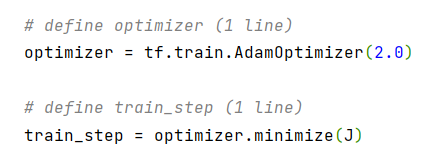 # define optimizer (1 line)
optimizer = tf.train.AdamOptimizer(2.0)
# define train_step (1 line)
train_step = optimizer.minimize(J)